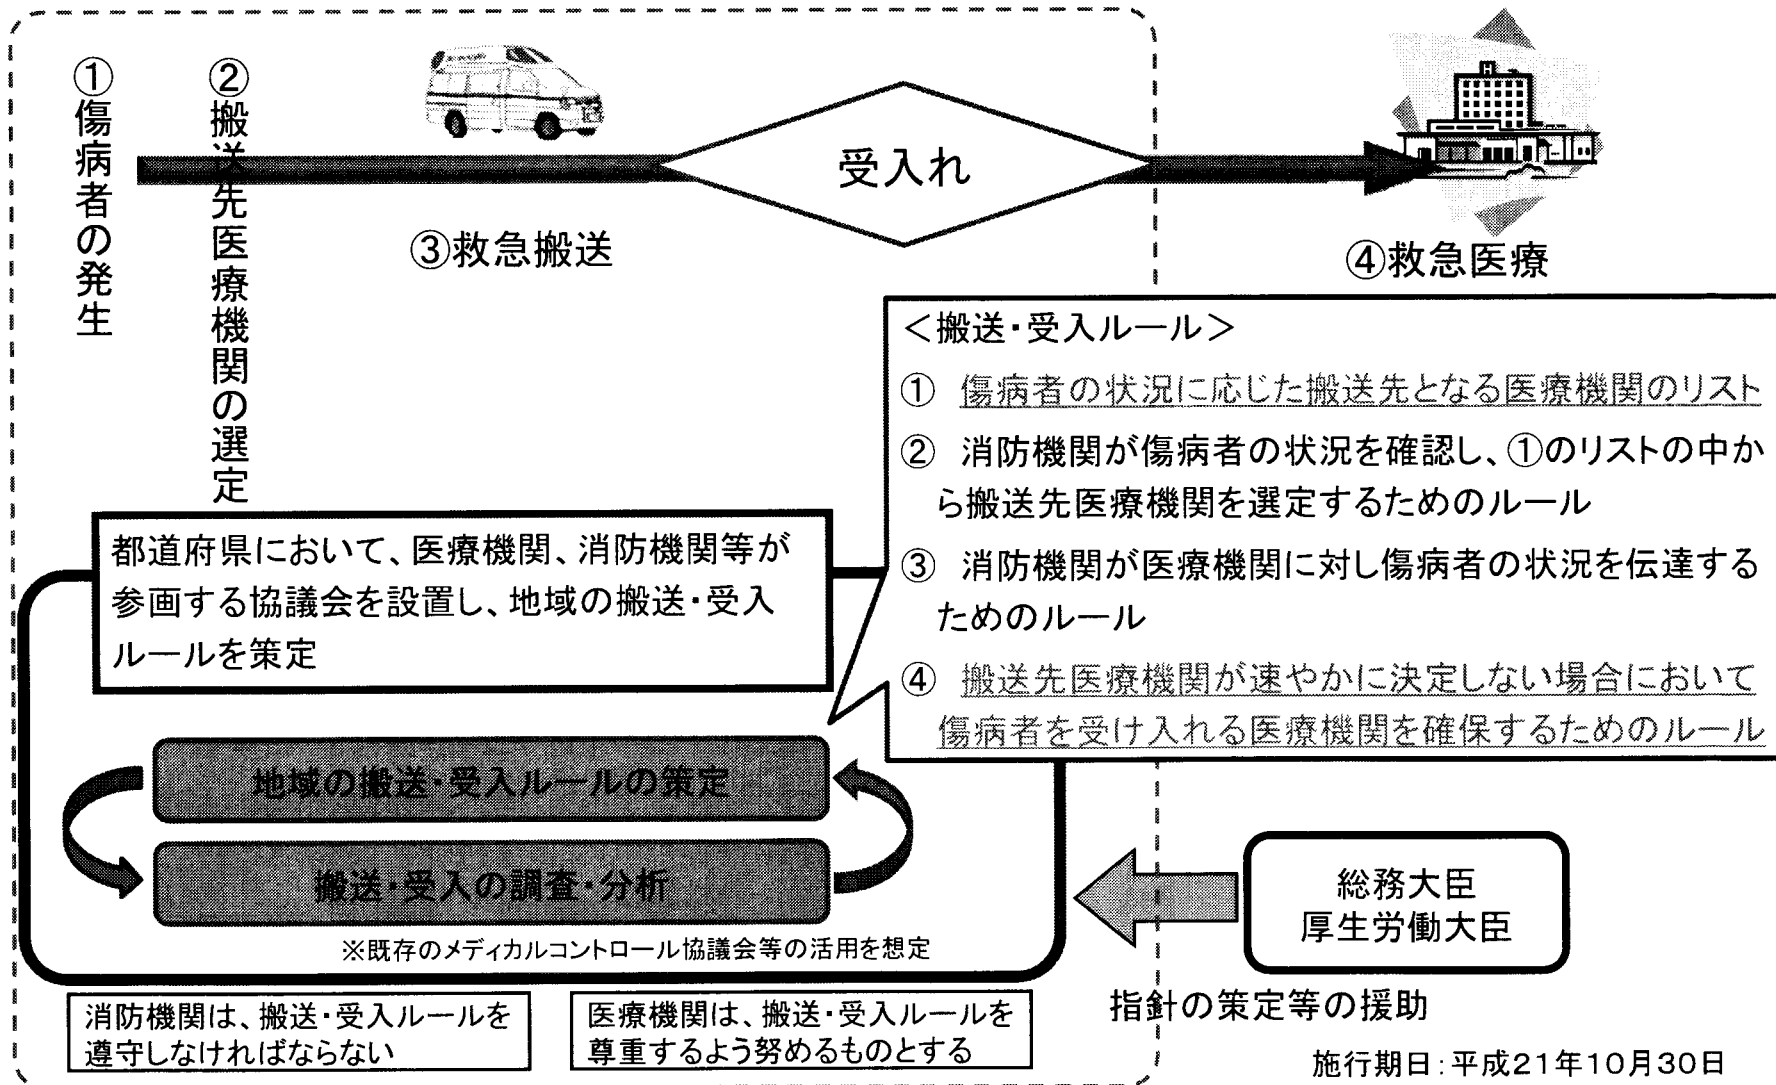 ①傷病者の発生
②搬送先医療機関の選定
③救急搬送
受入れ
H
④救急医療
＜搬送・受入ルール＞
① 傷病者の状況に応じた搬送先となる医療機関のリスト
② 消防機関が傷病者の状況を確認し、①のリストの中か
ら搬送先医療機関を選定するためのルール
③ 消防機関が医療機関に対し傷病者の状況を伝達する
ためのルール
④ 搬送先医療機関が速やかに決定しない場合において
傷病者を受け入れる医療機関を確保するためのルール
都道府県において、医療機関、消防機関等が
参画する協議会を設置し、地域の搬送・受入
ルールを策定
地域の搬送・受入ルールの策定
搬送・受入の調査・分析
※既存のメディカルコントロール協議会等の活用を想定
総務大臣
厚生労働大臣
指針の策定等の援助
消防機関は、搬送・受入ルールを
遵守しなければならない
医療機関は、搬送・受入ルールを
尊重するよう努めるものとする
施行期日：平成21年10月30日